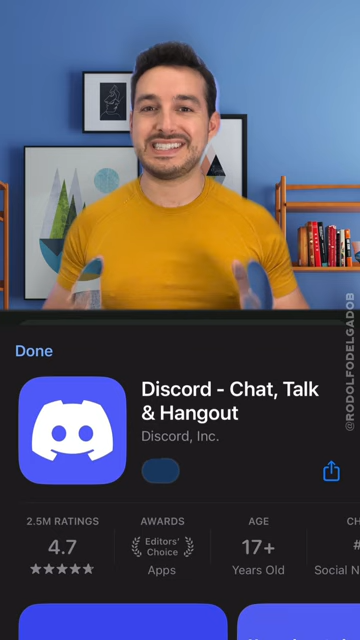 @RODOLFODELGADOB
Done
Discord - Chat, Talk
& Hangout
Discord, Inc.
2.5M RATINGS
4.7
AWARDS
Editors'
Choice
Apps
AGE
17+
Years Old
CH
#
Social N